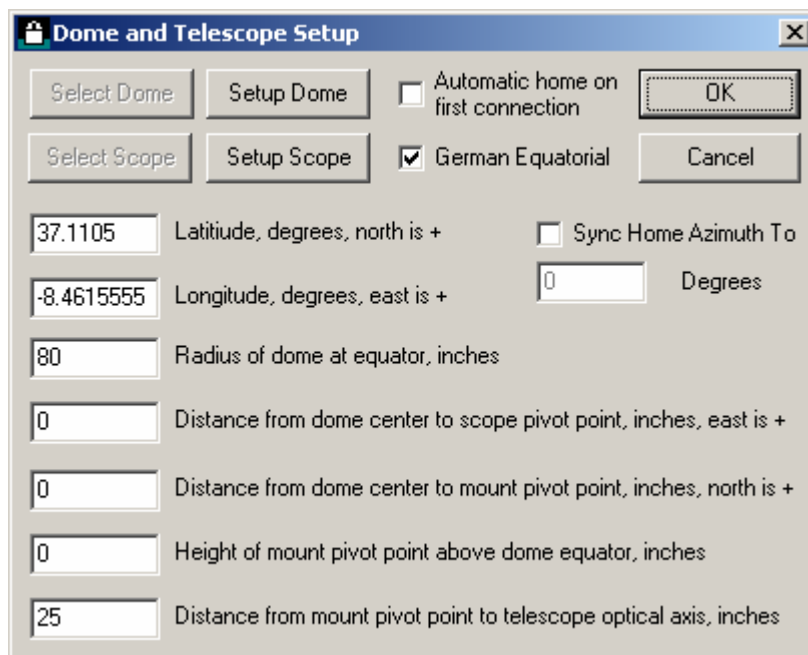 Dome and Telescope Setup
Select Dome
Setup Dome
Automatic home on
first connection
OK
Select Scope
Setup Scope
German Equatorial
Cancel
37.1105
Latitiude, degrees, north is +
Sync Home Azimuth To
0
Degrees
-8.4615555
Longitude, degrees, east is +
80
Radius of dome at equator, inches
0
Distance from dome center to scope pivot point, inches, east is +
0
Distance from dome center to mount pivot point, inches, north is +
0
Height of mount pivot point above dome equator, inches
25
Distance from mount pivot point to telescope optical axis, inches